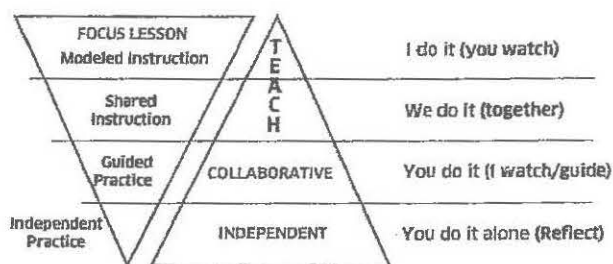 FOCUS LESSON
Modeled Instruction
T
E
A
C
H
I do it (you watch)
Shared
Instruction
We do it (together)
Guided
Practice
COLLABORATIVE
You do it (I watch/guide)
Independent
Practice
INDEPENDENT
You do it alone (Reflect)